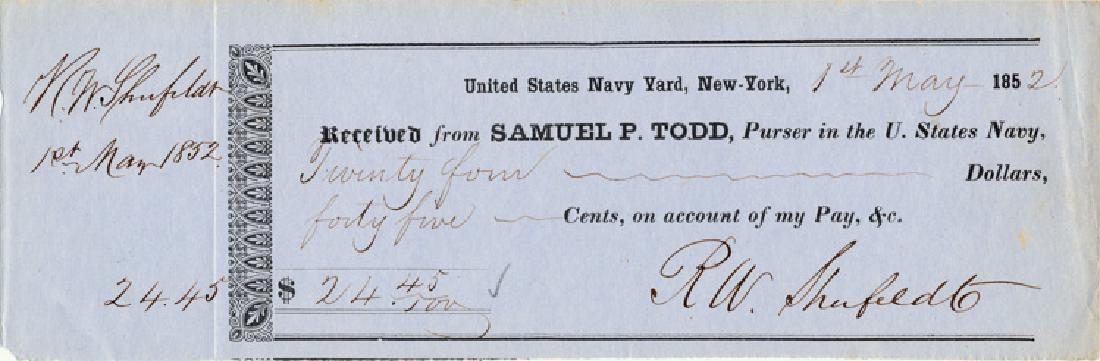 R. W. Shufeldt
1st May 1852
24.45
United States Navy Yard, New-York, 1st May 1852
Received from SAMUEL P. TODD, Purser in the U. States Navy,
Twenty four Dollars,
forty five Cents, on account of my Pay, &c.
$ 24 45/100
R W. Shufeldt